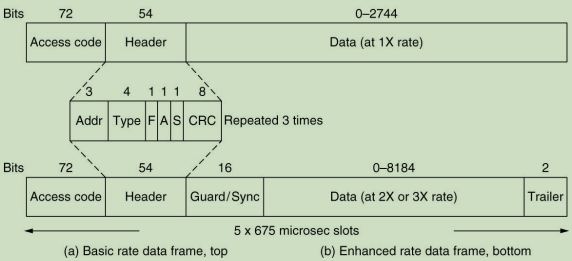 Bits 72 54 0–2744
Access code Header Data (at 1X rate)
3 4 1 1 1 8
Addr Type F A S CRC Repeated 3 times
Bits 72 54 16 0–8184 2
Access code Header Guard/Sync Data (at 2X or 3X rate) Trailer
5 x 675 microsec slots
(a) Basic rate data frame, top (b) Enhanced rate data frame, bottom